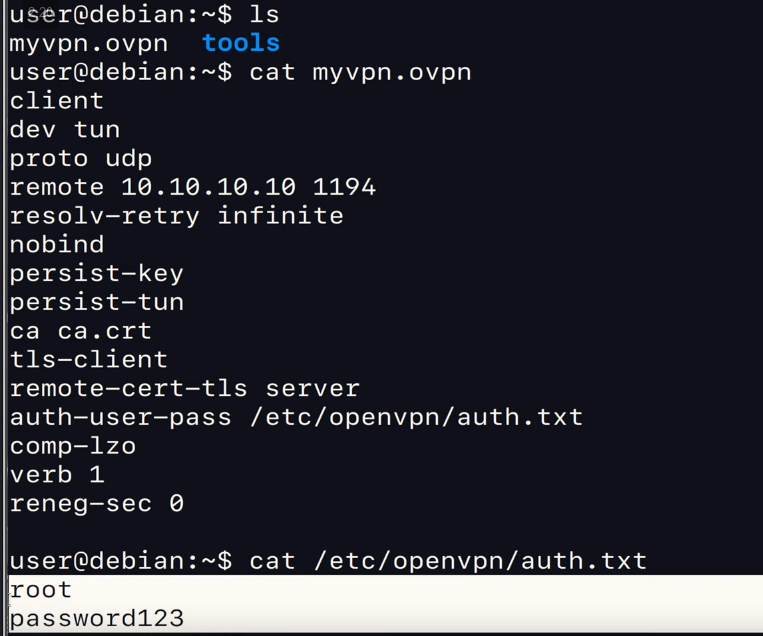 user@debian:~$ ls
myvpn.ovpn  tools
user@debian:~$ cat myvpn.ovpn
client
dev tun
proto udp
remote 10.10.10.10 1194
resolv-retry infinite
nobind
persist-key
persist-tun
ca ca.crt
tls-client
remote-cert-tls server
auth-user-pass /etc/openvpn/auth.txt
comp-lzo
verb 1
reneg-sec 0

user@debian:~$ cat /etc/openvpn/auth.txt
root
password123